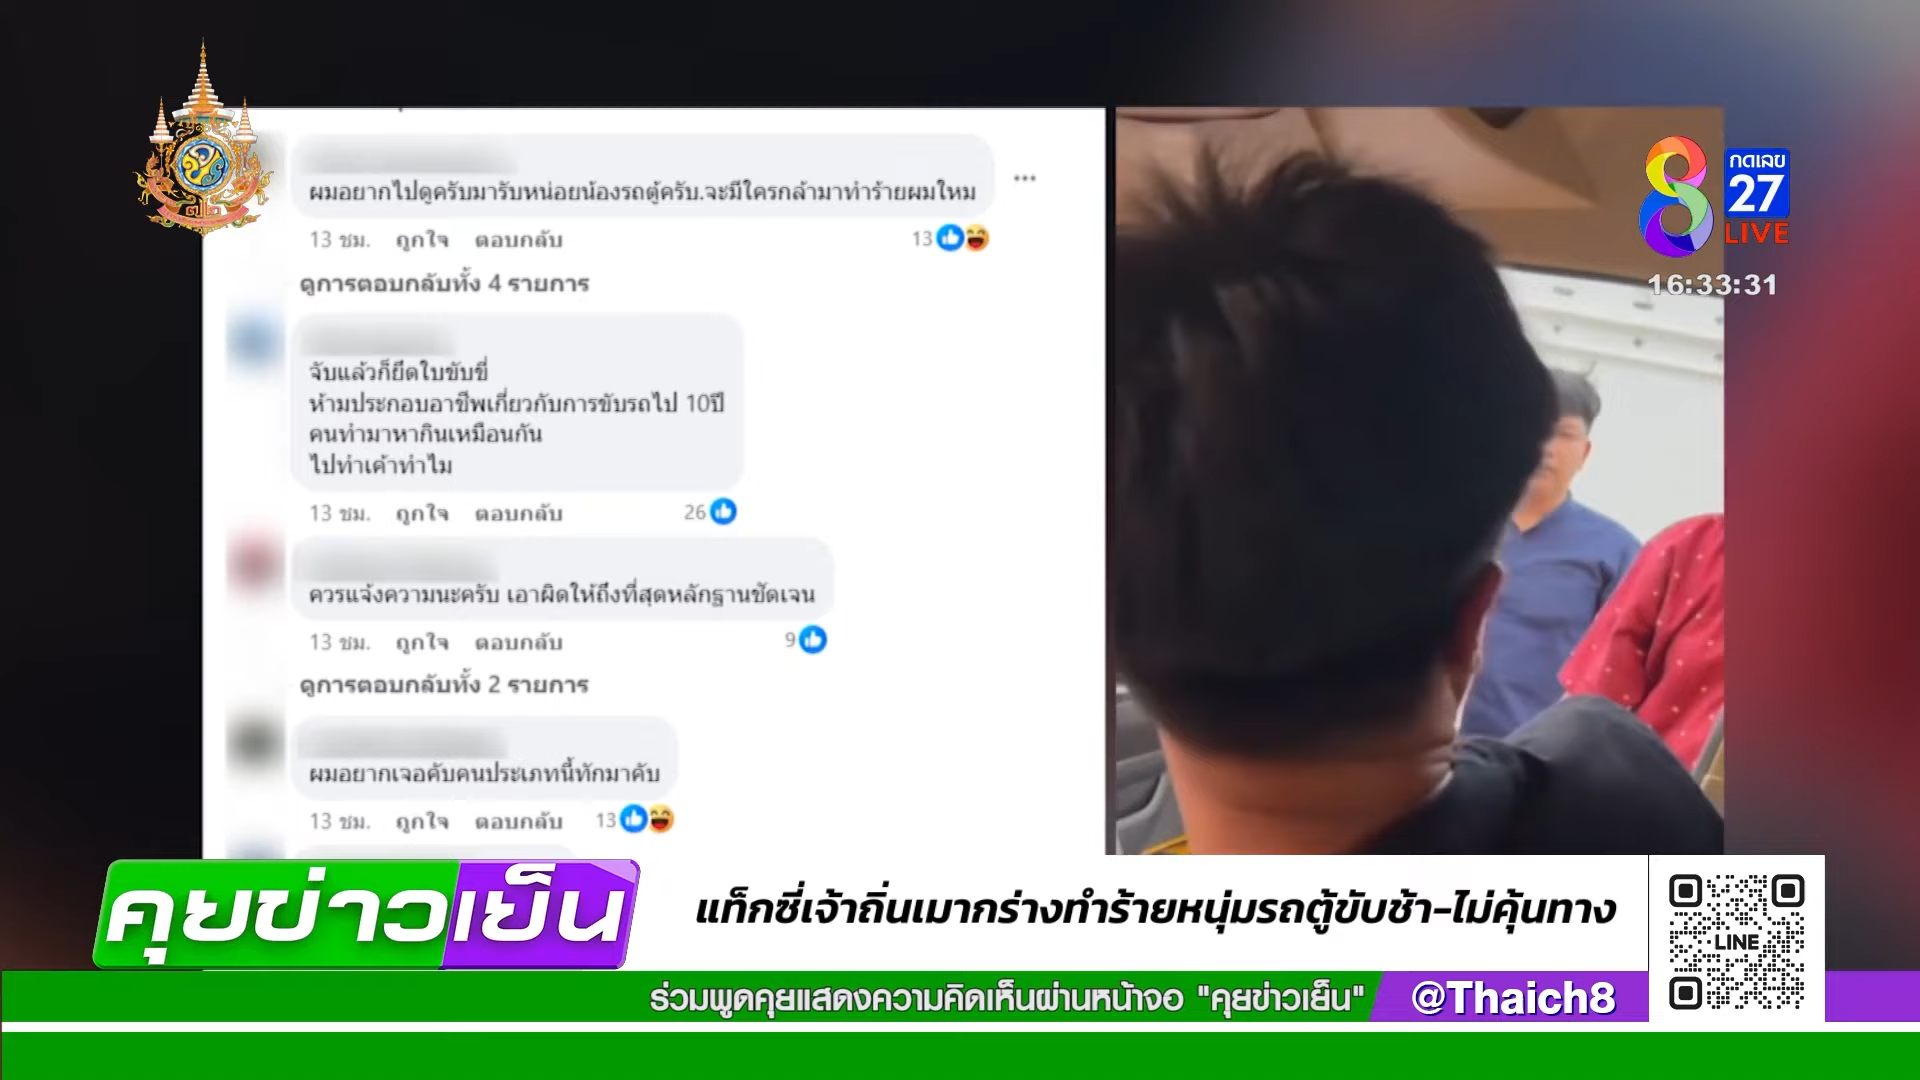 ผมอยากไปดูครับมารับหน่อยน้องรถตู้ครับ.จะมีใครกล้ามาทำร้ายผมใหม
13 ชม. ถูกใจ ตอบกลับ 13
ดูการตอบกลับทั้ง 4 รายการ
จับแล้วก็ยึดใบขับขี่
ห้ามประกอบอาชีพเกี่ยวกับการขับรถไป 10ปี
คนทำมาหากินเหมือนกัน
ไปทำเค้าทำไม
13 ชม. ถูกใจ ตอบกลับ 26
ควรแจ้งความนะครับ เอาผิดให้ถึงที่สุดหลักฐานชัดเจน
13 ชม. ถูกใจ ตอบกลับ 9
ดูการตอบกลับทั้ง 2 รายการ
ผมอยากเจอคับคนประเภทนี้ทักมาคับ
13 ชม. ถูกใจ ตอบกลับ 13
๗๒
8
กดเลข
27
LIVE
16:33:31
คุยข่าวเย็น
แท็กซี่เจ้าถิ่นเมากร่างทำร้ายหนุ่มรถตู้ขับช้า-ไม่คุ้นทาง
LINE
ร่วมพูดคุยแสดงความคิดเห็นผ่านหน้าจอ "คุยข่าวเย็น"
@Thaich8